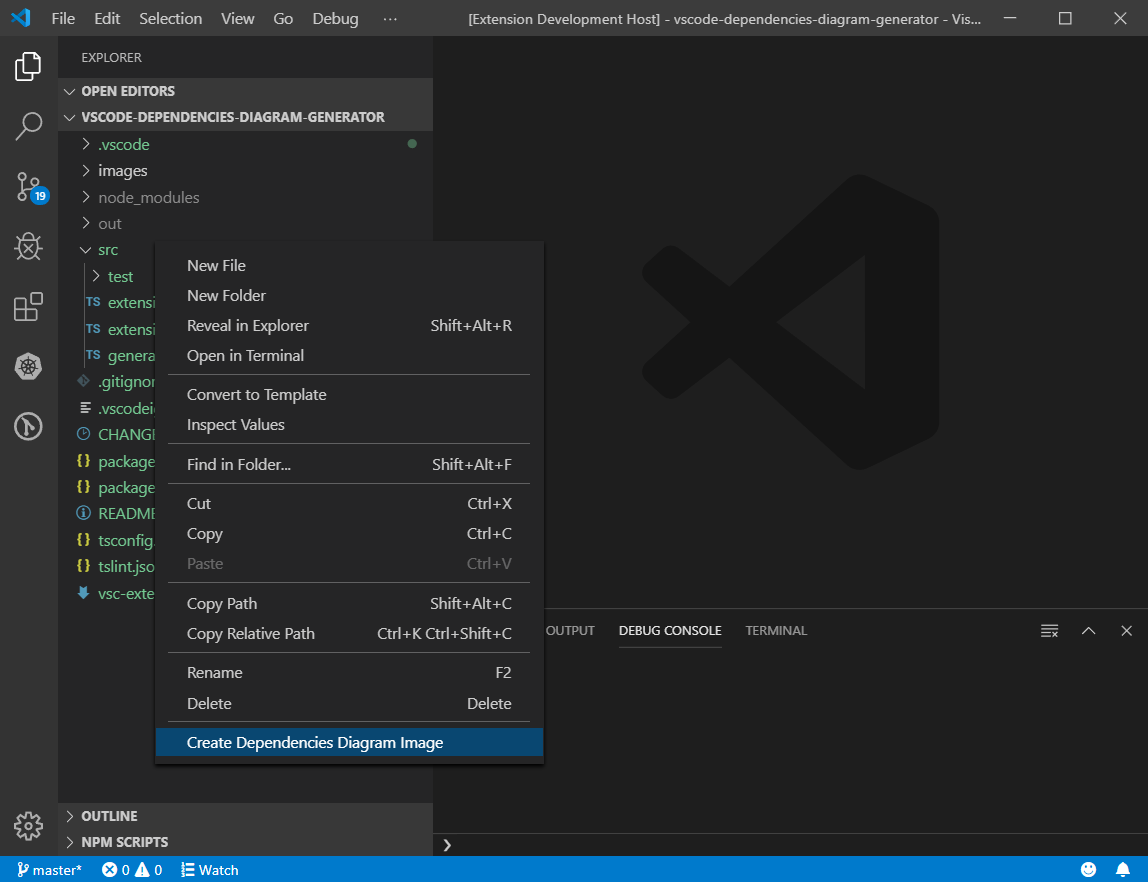 File Edit Selection View Go Debug ··· [Extension Development Host] - vscode-dependencies-diagram-generator - Vis...
EXPLORER
OPEN EDITORS
VSCODE-DEPENDENCIES-DIAGRAM-GENERATOR
.vscode
images
node_modules
19
out
src
test
TS extensi
TS extensi
TS genera
.gitignor
.vscodei
CHANG
{} package
{} package
README
{} tsconfig.
{} tslint.jso
vsc-exte
New File
New Folder
Reveal in Explorer Shift+Alt+R
Open in Terminal
Convert to Template
Inspect Values
Find in Folder... Shift+Alt+F
Cut Ctrl+X
Copy Ctrl+C
Paste Ctrl+V
Copy Path Shift+Alt+C
Copy Relative Path Ctrl+K Ctrl+Shift+C
Rename F2
Delete Delete
Create Dependencies Diagram Image
OUTPUT DEBUG CONSOLE TERMINAL
OUTLINE
NPM SCRIPTS
master* 0 0 Watch